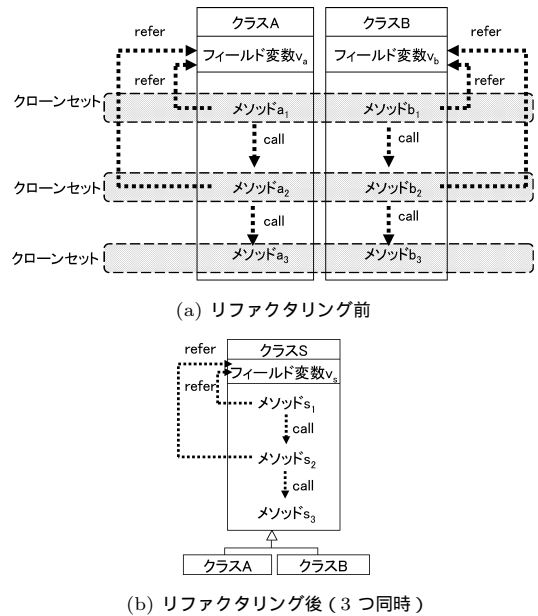 クラスA
クラスB
refer
refer
フィールド変数va
フィールド変数vb
refer
refer
クローンセット
メソッドa1
メソッドb1
call
call
クローンセット
メソッドa2
メソッドb2
call
call
クローンセット
メソッドa3
メソッドb3
(a) リファクタリング前
クラスS
refer
フィールド変数vs
refer
メソッドs1
call
メソッドs2
call
メソッドs3
クラスA
クラスB
(b) リファクタリング後 ( 3 つ同時 )